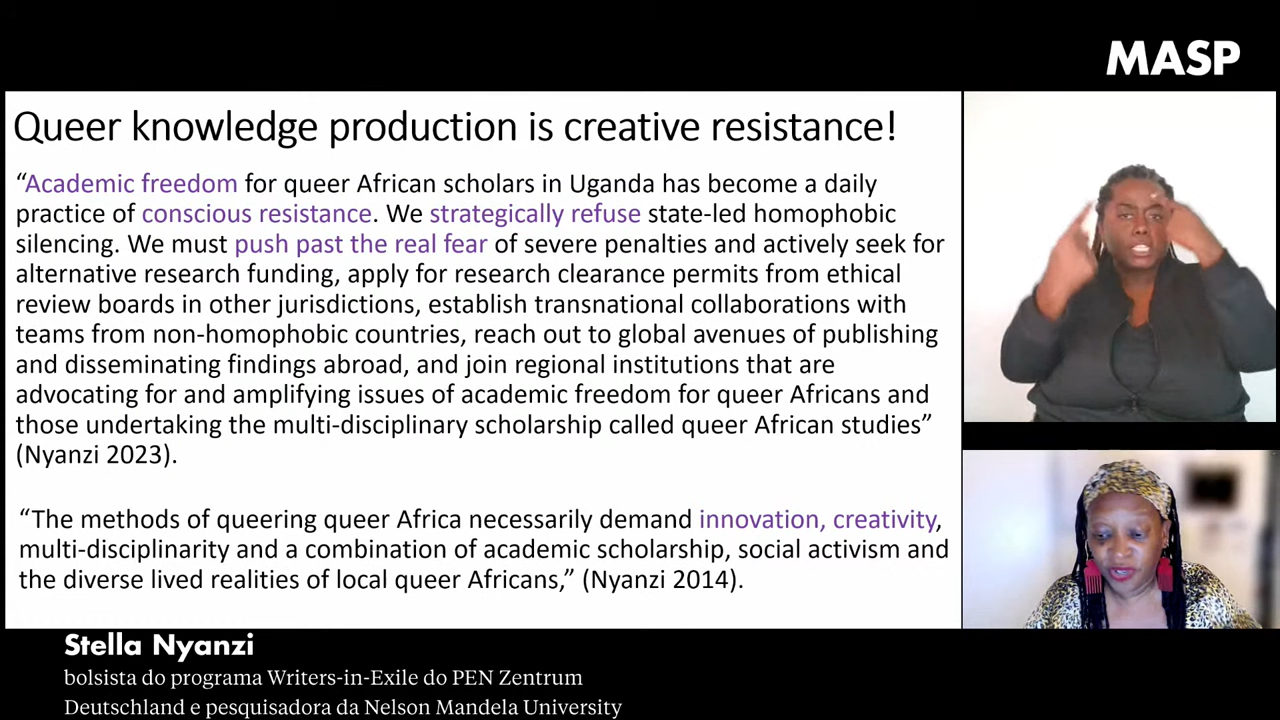 MASP
Queer knowledge production is creative resistance!
“Academic freedom for queer African scholars in Uganda has become a daily
practice of conscious resistance. We strategically refuse state-led homophobic
silencing. We must push past the real fear of severe penalties and actively seek for
alternative research funding, apply for research clearance permits from ethical
review boards in other jurisdictions, establish transnational collaborations with
teams from non-homophobic countries, reach out to global avenues of publishing
and disseminating findings abroad, and join regional institutions that are
advocating for and amplifying issues of academic freedom for queer Africans and
those undertaking the multi-disciplinary scholarship called queer African studies”
(Nyanzi 2023).
“The methods of queering queer Africa necessarily demand innovation, creativity,
multi-disciplinarity and a combination of academic scholarship, social activism and
the diverse lived realities of local queer Africans,” (Nyanzi 2014).
Stella Nyanzi
bolsista do programa Writers-in-Exile do PEN Zentrum
Deutschland e pesquisadora da Nelson Mandela University